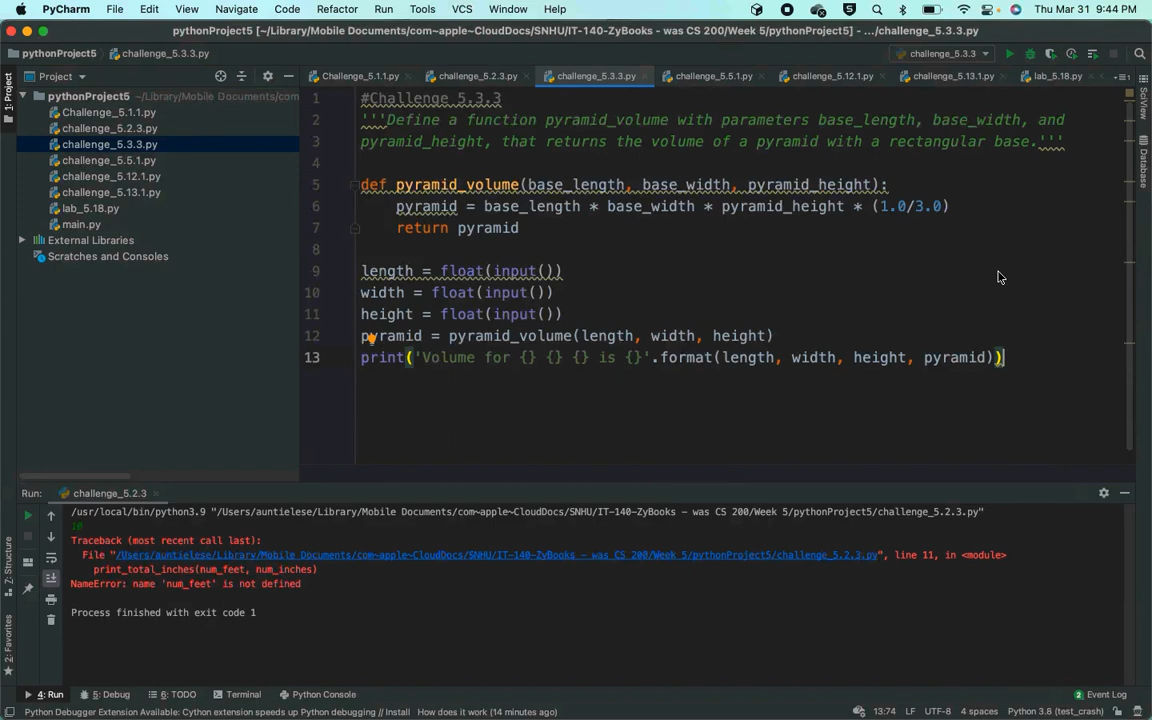 PyCharm File Edit View Navigate Code Refactor Run Tools VCS Window Help Thu Mar 31 9:44 PM
pythonProject5 [~/Library/Mobile Documents/com~apple~CloudDocs/SNHU/IT-140-ZyBooks - was CS 200/Week 5/pythonProject5] - .../challenge_5.3.3.py
pythonProject5 challenge_5.3.3.py challenge_5.3.3
Project Challenge_5.1.1.py challenge_5.2.3.py challenge_5.3.3.py challenge_5.5.1.py challenge_5.12.1.py challenge_5.13.1.py lab_5.18.py
1: Project
pythonProject5 ~/Library/Mobile Documents/com
Challenge_5.1.1.py
challenge_5.2.3.py
challenge_5.3.3.py
challenge_5.5.1.py
challenge_5.12.1.py
challenge_5.13.1.py
lab_5.18.py
main.py
External Libraries
Scratches and Consoles
1 #Challenge 5.3.3
2 '''Define a function pyramid_volume with parameters base_length, base_width, and
3 pyramid_height, that returns the volume of a pyramid with a rectangular base.'''
4
5 def pyramid_volume(base_length, base_width, pyramid_height):
6 pyramid = base_length * base_width * pyramid_height * (1.0/3.0)
7 return pyramid
8
9 length = float(input())
10 width = float(input())
11 height = float(input())
12 pyramid = pyramid_volume(length, width, height)
13 print('Volume for {} {} {} is {}'.format(length, width, height, pyramid))
SciView
Database
Run: challenge_5.2.3
/usr/local/bin/python3.9 "/Users/auntielese/Library/Mobile Documents/com~apple~CloudDocs/SNHU/IT-140-ZyBooks - was CS 200/Week 5/pythonProject5/challenge_5.2.3.py"
10
Traceback (most recent call last):
File "/Users/auntielese/Library/Mobile Documents/com~apple~CloudDocs/SNHU/IT-140-ZyBooks - was CS 200/Week 5/pythonProject5/challenge_5.2.3.py", line 11, in <module>
print_total_inches(num_feet, num_inches)
NameError: name 'num_feet' is not defined
Process finished with exit code 1
Z: Structure
2: Favorites
4: Run 5: Debug 6: TODO Terminal Python Console Event Log
Python Debugger Extension Available: Cython extension speeds up Python debugging // Install How does it work (14 minutes ago) 13:74 LF UTF-8 4 spaces Python 3.8 (test_crash)